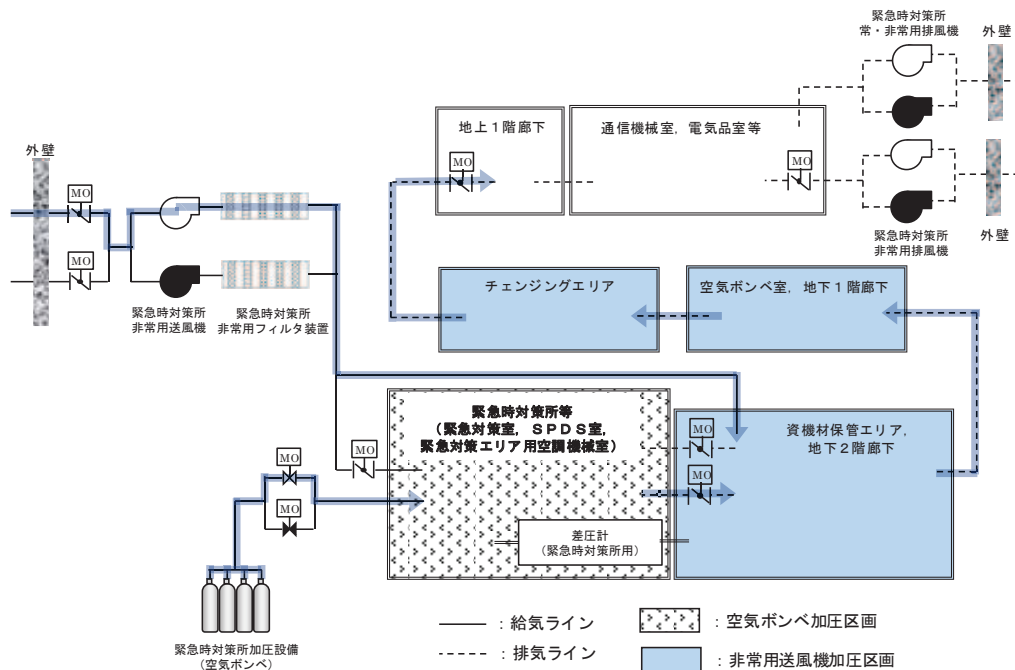 緊急時対策所
常・非常用排風機
外壁
地上1階廊下
通信機械室，電気品室等
MO
MO
外壁
MO
MO
緊急時対策所
非常用送風機
緊急時対策所
非常用フィルタ装置
緊急時対策所
非常用排風機
外壁
チェンジングエリア
空気ボンベ室，地下1階廊下
緊急時対策所等
（緊急対策室，ＳＰＤＳ室，
緊急対策エリア用空調機械室）
資機材保管エリア，
地下2階廊下
MO
MO
MO
MO
MO
差圧計
（緊急時対策所用）
緊急時対策所加圧設備
（空気ボンベ）
：給気ライン
：空気ボンベ加圧区画
：排気ライン
：非常用送風機加圧区画